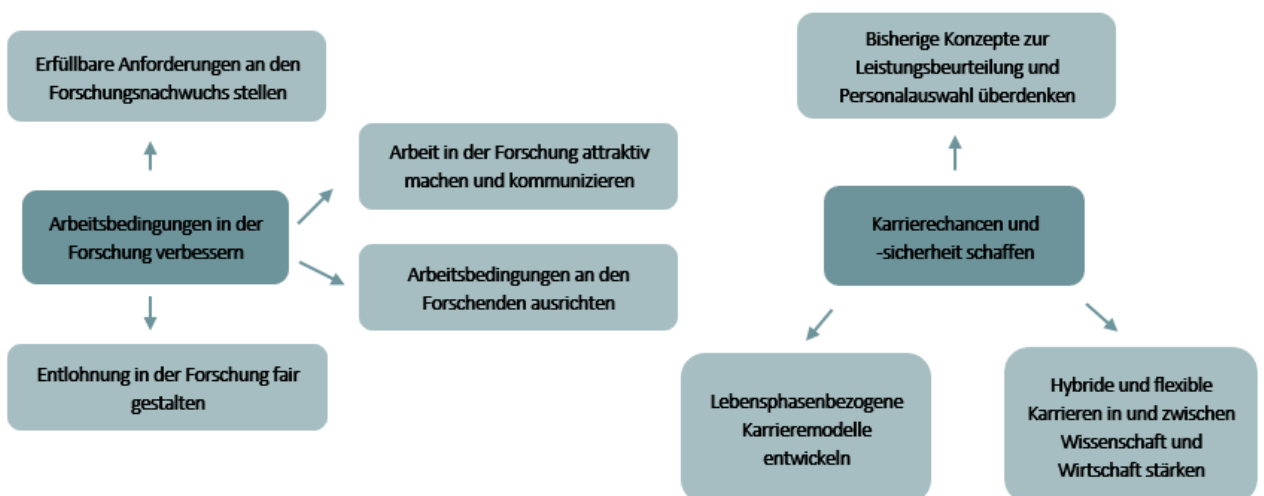 Erfüllbare Anforderungen an den
Forschungsnachwuchs stellen
Arbeit in der Forschung attraktiv
machen und kommunizieren
Arbeitsbedingungen in der
Forschung verbessern
Arbeitsbedingungen an den
Forschenden ausrichten
Entlohnung in der Forschung fair
gestalten
Bisherige Konzepte zur
Leistungsbeurteilung und
Personalauswahl überdenken
Karrierechancen und
-sicherheit schaffen
Lebensphasenbezogene
Karrieremodelle
entwickeln
Hybride und flexible
Karrieren in und zwischen
Wissenschaft und
Wirtschaft stärken